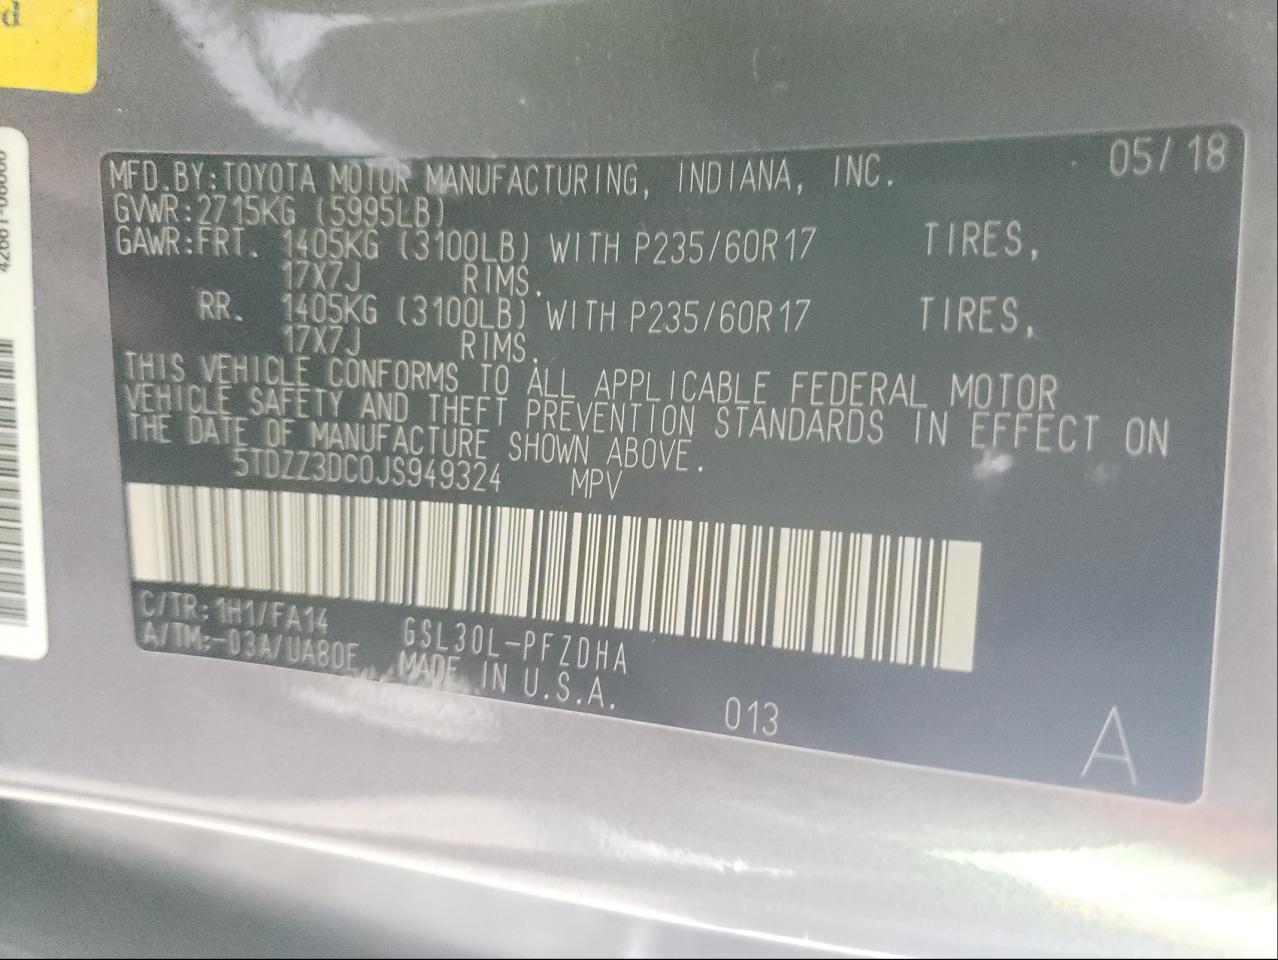 d
42661-08060
MFD.BY:TOYOTA MOTOR MANUFACTURING, INDIANA, INC. 05/18
GVWR:2715KG (5995LB)
GAWR:FRT. 1405KG (3100LB) WITH P235/60R17 TIRES,
17X7J RIMS.
RR. 1405KG (3100LB) WITH P235/60R17 TIRES,
17X7J RIMS.
THIS VEHICLE CONFORMS TO ALL APPLICABLE FEDERAL MOTOR
VEHICLE SAFETY AND THEFT PREVENTION STANDARDS IN EFFECT ON
THE DATE OF MANUFACTURE SHOWN ABOVE.
5TDZZ3DC0JS949324 MPV
C/TR:1H1/FA14
A/TM:-03A/UA80E GSL30L-PFZDHA
MADE IN U.S.A.
013
A